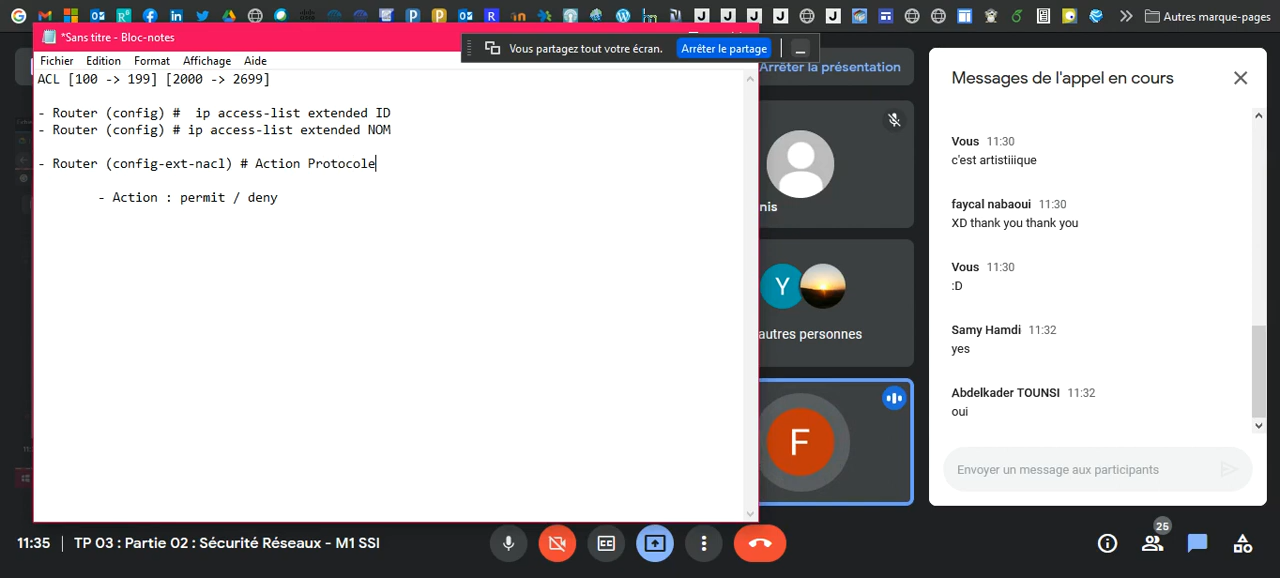 Autres marque-pages
*Sans titre - Bloc-notes
Vous partagez tout votre écran.
Arrêter le partage
Fichier Edition Format Affichage Aide
Arrêter la présentation
ACL [100 -> 199] [2000 -> 2699]
- Router (config) #  ip access-list extended ID
- Router (config) # ip access-list extended NOM
- Router (config-ext-nacl) # Action Protocole
- Action : permit / deny
nis
Y
autres personnes
F
Messages de l'appel en cours
Vous 11:30
c'est artistiiique
faycal nabaoui 11:30
XD thank you thank you
Vous 11:30
:D
Samy Hamdi 11:32
yes
Abdelkader TOUNSI 11:32
oui
Envoyer un message aux participants
11:35 | TP 03 : Partie 02 : Sécurité Réseaux - M1 SSI
25